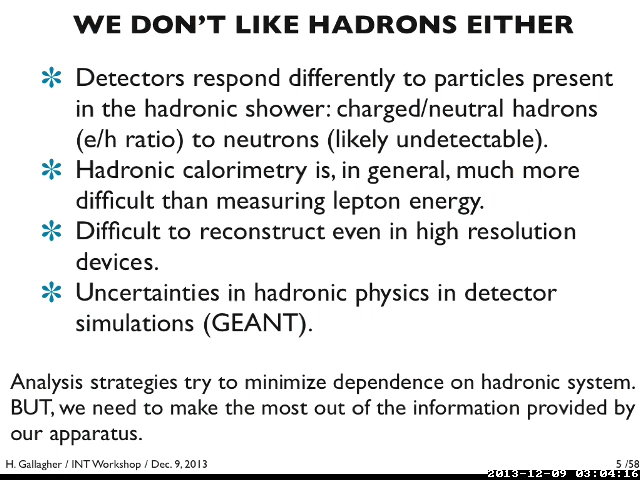 WE DON'T LIKE HADRONS EITHER
Detectors respond differently to particles present
in the hadronic shower: charged/neutral hadrons
(e/h ratio) to neutrons (likely undetectable).
Hadronic calorimetry is, in general, much more
difficult than measuring lepton energy.
Difficult to reconstruct even in high resolution
devices.
Uncertainties in hadronic physics in detector
simulations (GEANT).
Analysis strategies try to minimize dependence on hadronic system.
BUT, we need to make the most out of the information provided by
our apparatus.
H. Gallagher / INT Workshop / Dec. 9, 2013
5 /58
2013-12-09 03:04:16